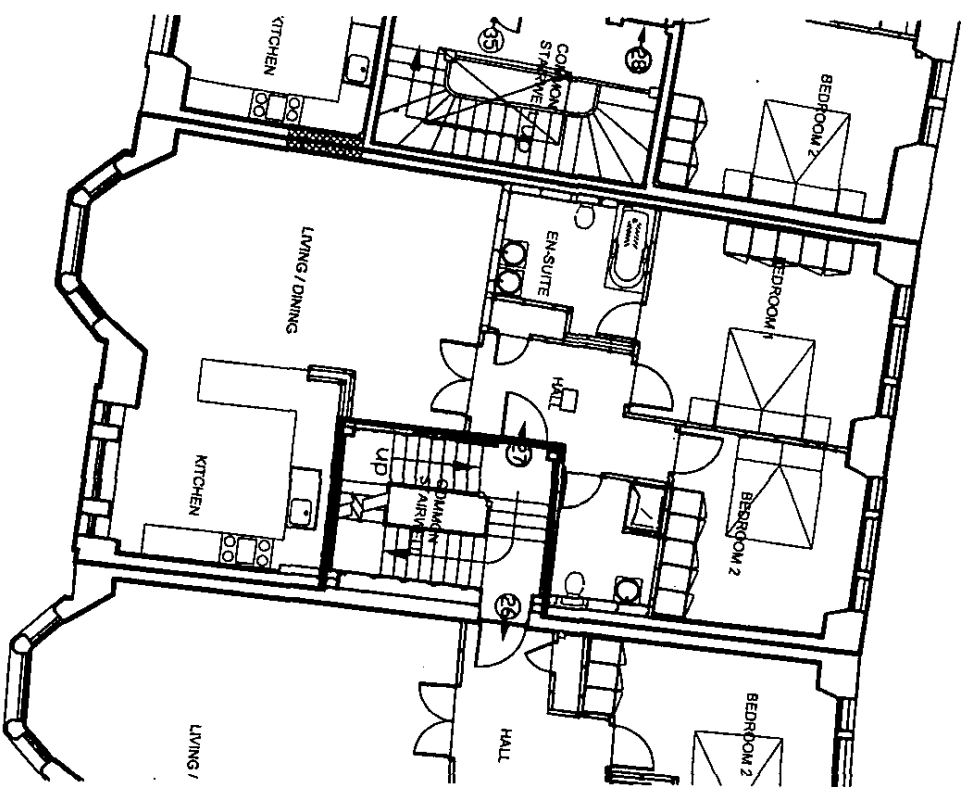 KITCHEN
35
COMMON
STAIRWELL
28
BEDROOM 2
LIVING / DINING
EN-SUITE
BEDROOM 1
HALL
27
KITCHEN
UP
COMMON
STAIRWELL
BEDROOM 2
26
LIVING /
HALL
BEDROOM 2